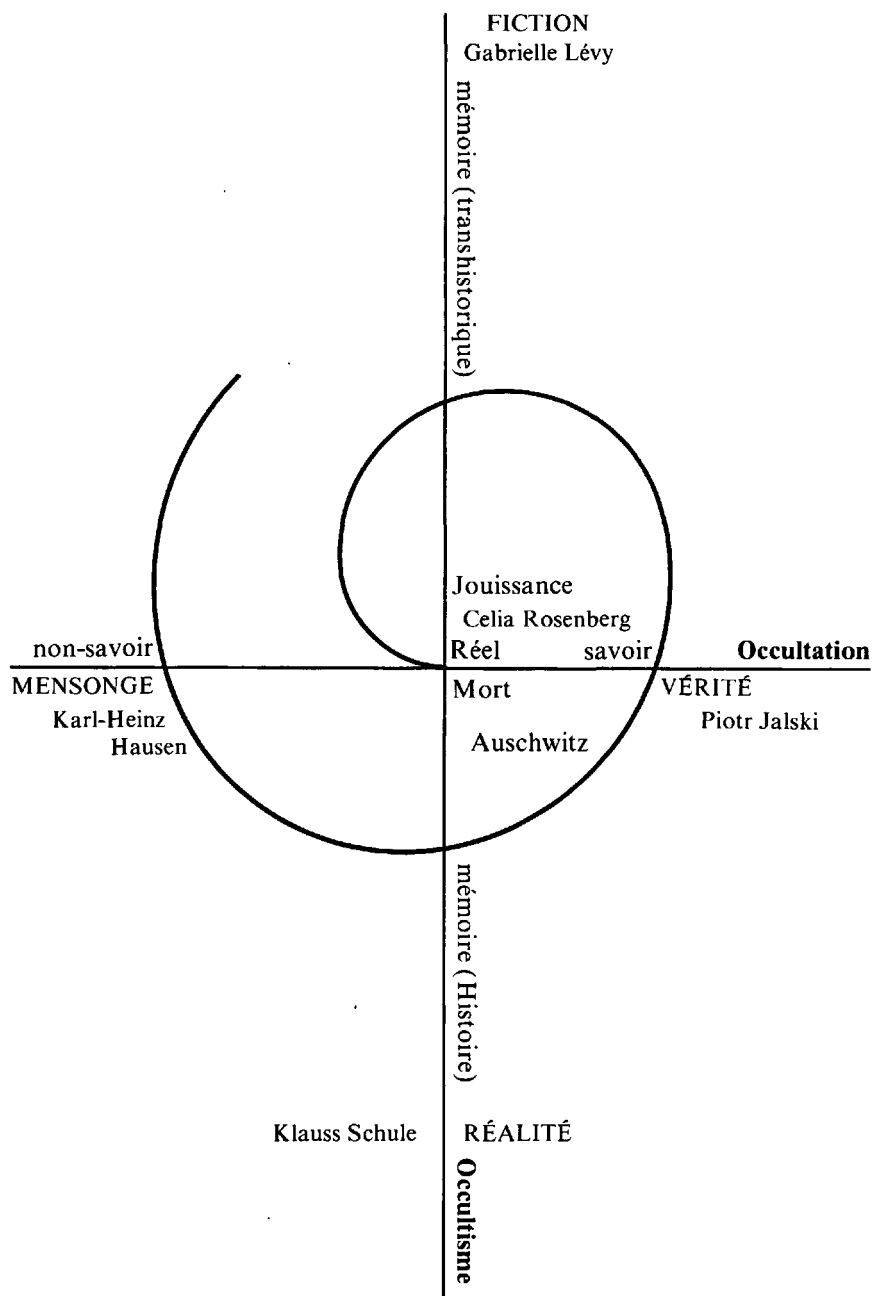 FICTION
Gabrielle Lévy
mémoire (transhistorique)
Jouissance
Celia Rosenberg
non-savoir
Réel
savoir
Occultation
MENSONGE
Mort
VÉRITÉ
Karl-Heinz
Hausen
Piotr Jalski
Auschwitz
mémoire (Histoire)
Klauss Schule
RÉALITÉ
Occultisme